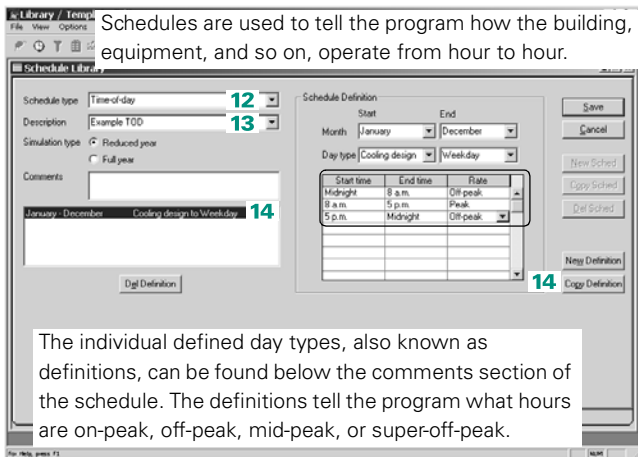 Library / Templ
Schedules are used to tell the program how the building,
equipment, and so on, operate from hour to hour.
File View Options
Schedule Library
Schedule type Time-of-day 12
Description Example TOD 13
Simulation type Reduced year
Full year
Comments
January - December Cooling design to Weekday 14
Del Definition
Schedule Definition
Start End
Month January December
Day type Cooling design Weekday
Start time End time Rate
Midnight 8 a.m. Off-peak
8 a.m. 5 p.m. Peak
5 p.m. Midnight Off-peak
Save
Cancel
New Sched
Copy Sched
Del Sched
New Definition
14 Copy Definition
The individual defined day types, also known as
definitions, can be found below the comments section of
the schedule. The definitions tell the program what hours
are on-peak, off-peak, mid-peak, or super-off-peak.
For Help, press F1
NUM